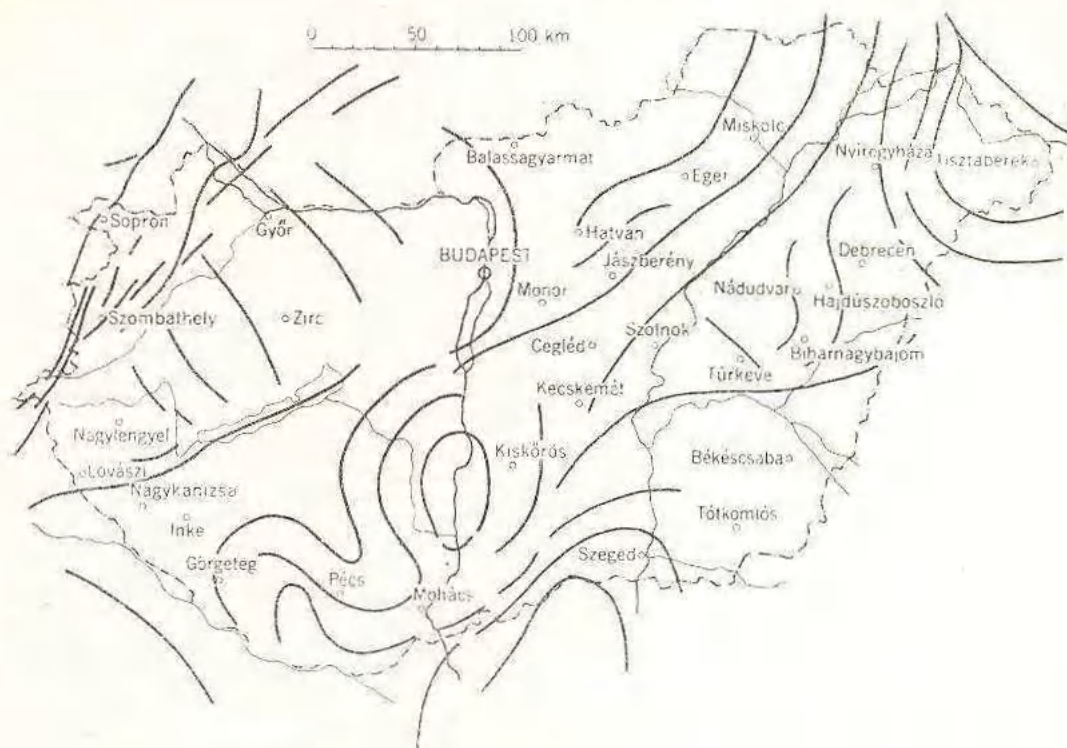 0 50 100 km
Miskolc
Balassagyarmat
Nyíregyháza
Tisztaberek
Eger
Sopron
Győr
Hatvan
BUDAPEST
Jászberény
Debrecen
Monor
Nádudvar
Hajdúszoboszló
Szombathely
Zirc
Szolnok
Cegléd
Biharnagybajom
Túrkeve
Kecskemét
Nagylengyel
Kiskőrös
Békéscsaba
Lovászi
Nagykanizsa
Inke
Tótkomlós
Szeged
Görgeteg
Pécs
Mohács